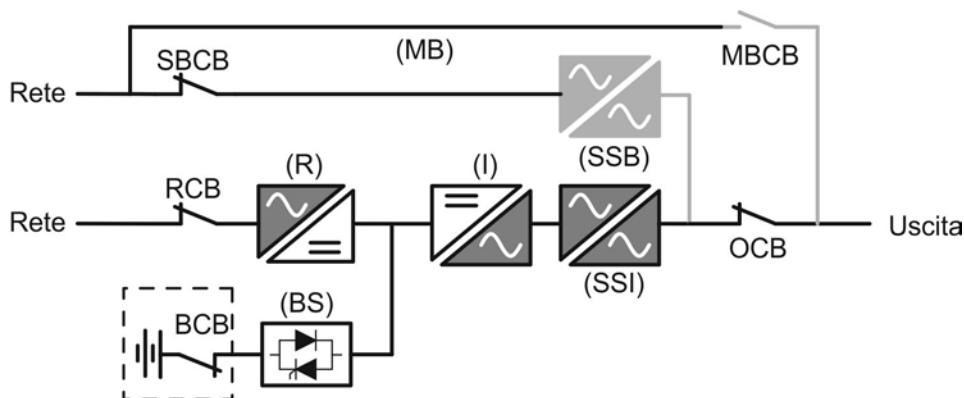 (MB)
MBCB
SBCB
Rete
(SSB)
(R)
(I)
RCB
Rete
Uscita
OCB
(SSI)
(BS)
BCB